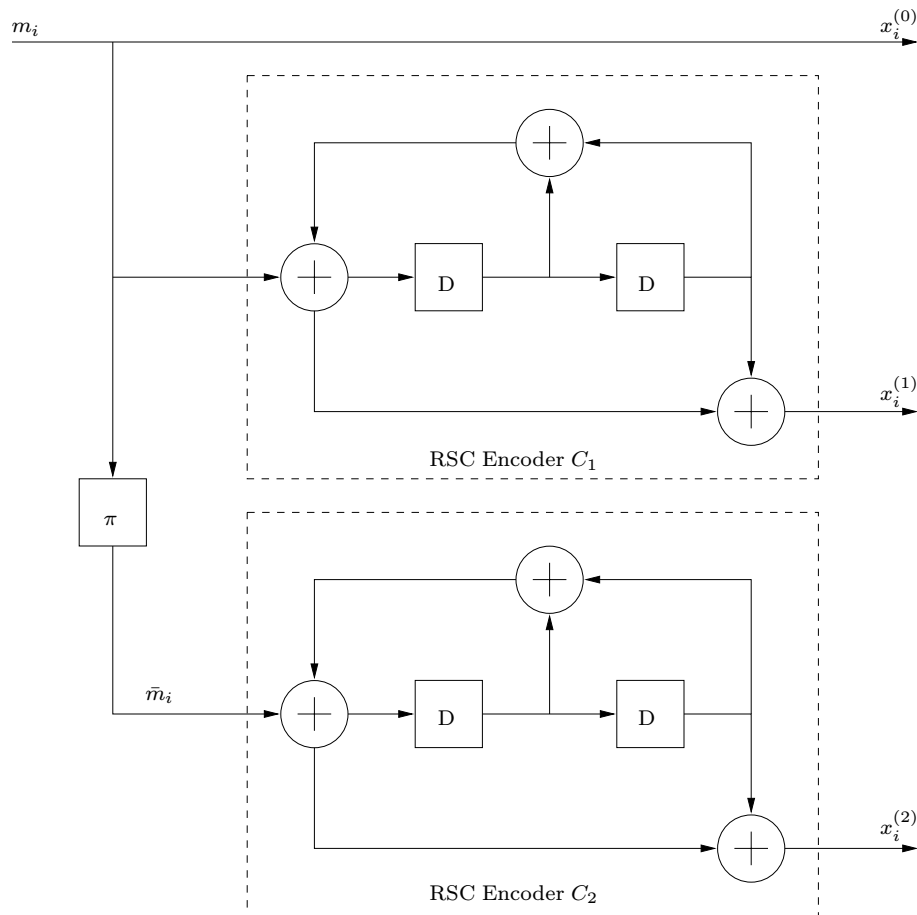 m_i x_i^{(0)}
D D
x_i^{(1)}
RSC Encoder C_1
π
m̄_i
D D
x_i^{(2)}
RSC Encoder C_2